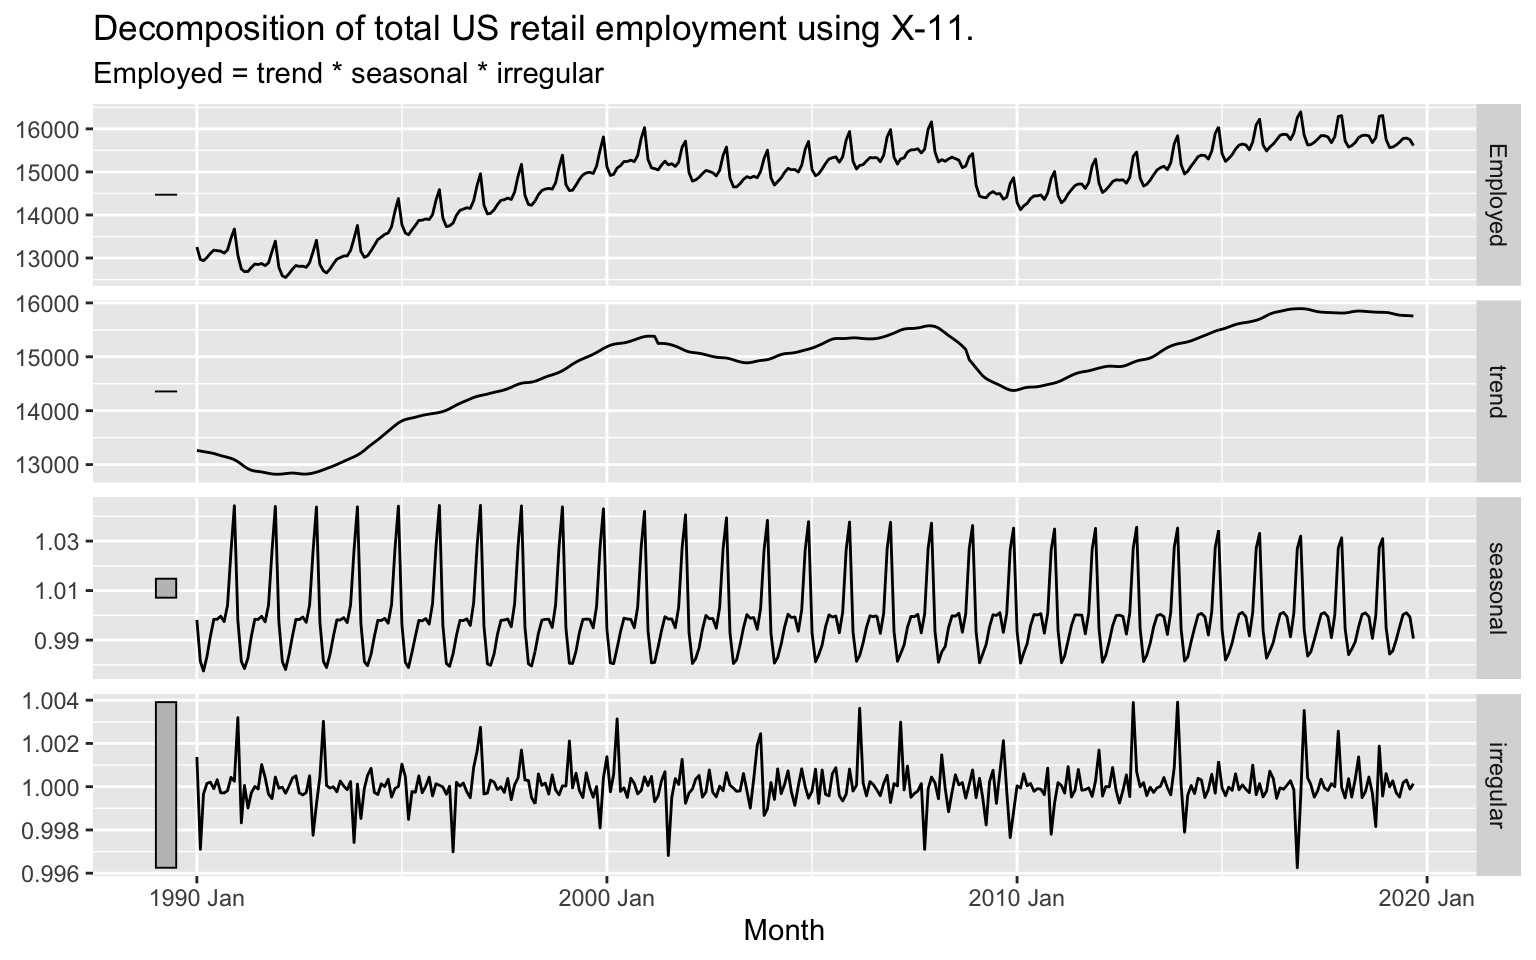 Decomposition of total US retail employment using X-11.
Employed = trend * seasonal * irregular
16000
15000
14000
13000
Employed
16000
15000
14000
13000
trend
1.03
1.01
0.99
seasonal
1.004
1.002
1.000
0.998
0.996
irregular
1990 Jan 2000 Jan 2010 Jan 2020 Jan
Month